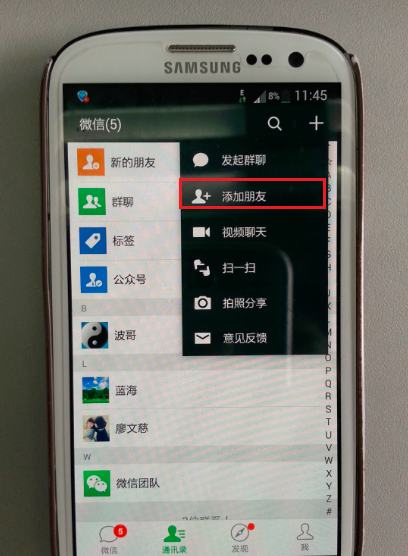 SAMSUNG
E 8% 11:45
微信(5)
发起群聊
添加朋友
视频聊天
扫一扫
拍照分享
意见反馈
新的朋友
群聊
标签
公众号
B
波哥
L
蓝海
廖文慈
W
微信团队
A
B
C
D
E
F
G
H
J
K
L
M
N
O
P
Q
R
S
T
U
V
W
X
Y
Z
#
5
微信
通讯录
发现
我